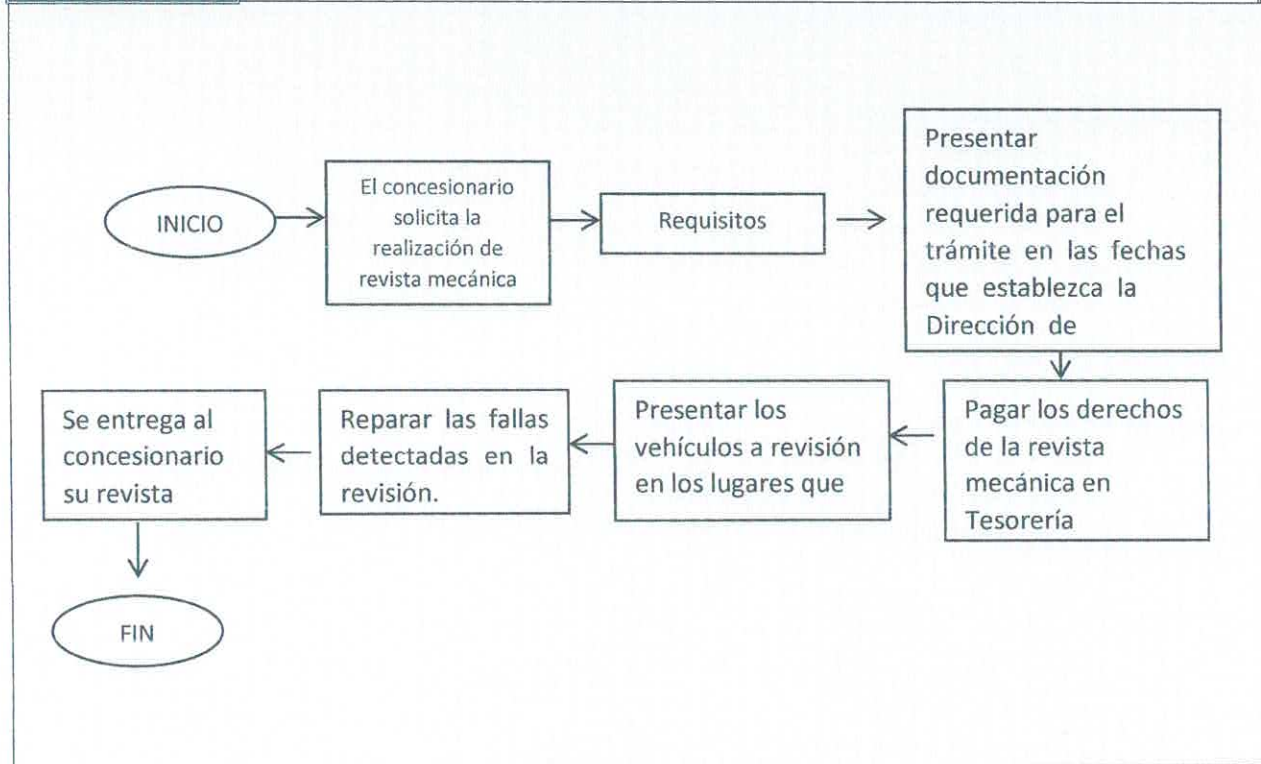 INICIO
El concesionario
solicita la
realización de
revista mecánica
Requisitos
Presentar
documentación
requerida para el
trámite en las fechas
que establezca la
Dirección de
Pagar los derechos
de la revista
mecánica en
Tesorería
Presentar los
vehículos a revisión
en los lugares que
Reparar las fallas
detectadas en la
revisión.
Se entrega al
concesionario
su revista
FIN